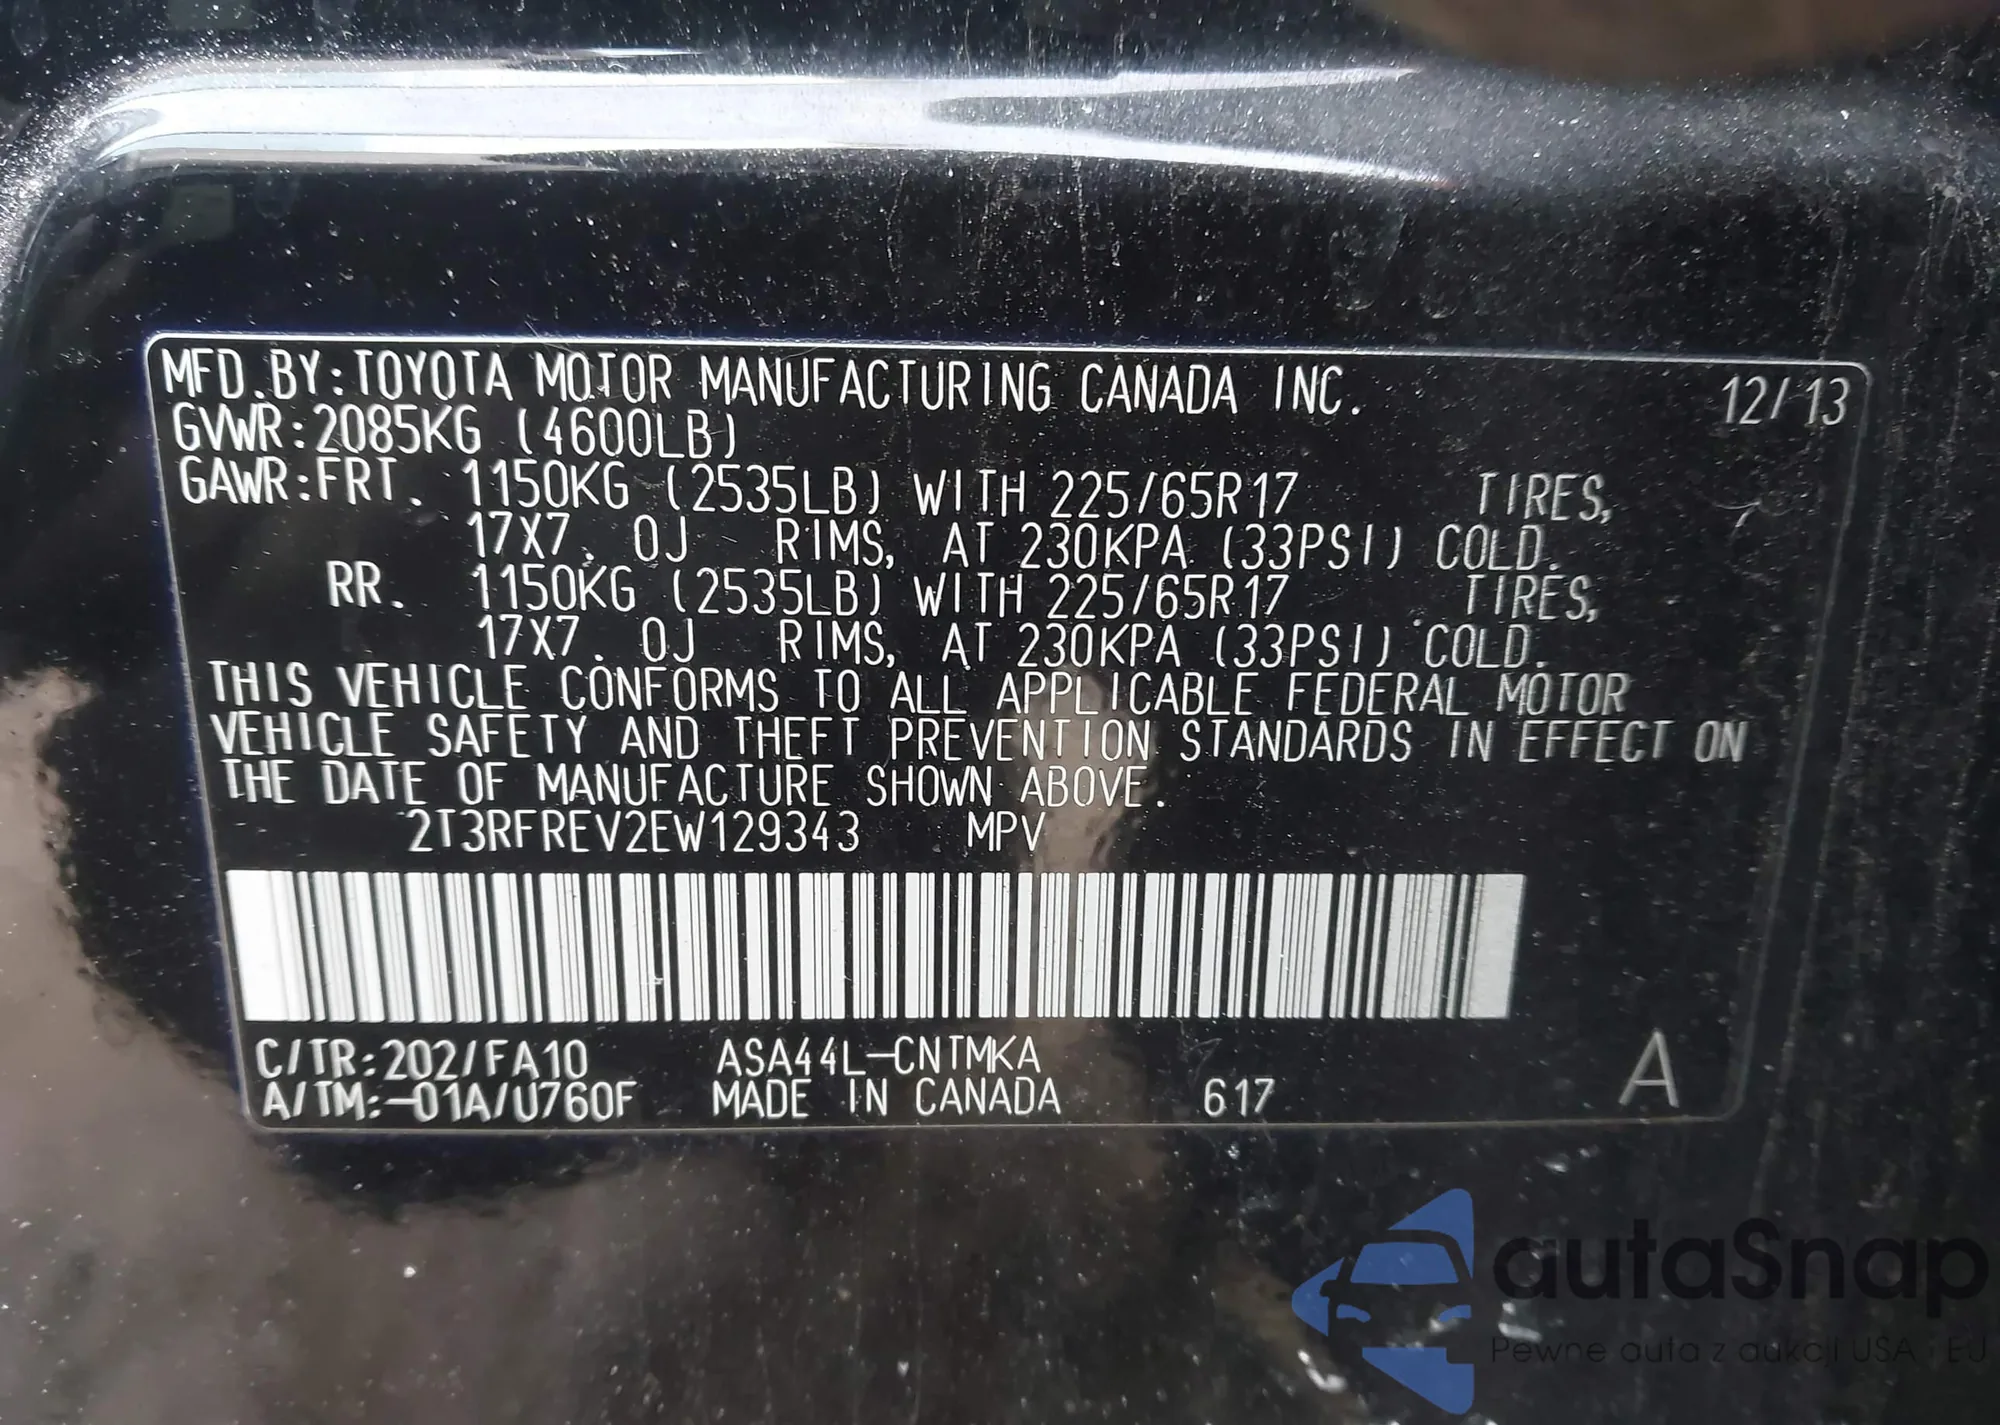 MFD.BY:TOYOTA MOTOR MANUFACTURING CANADA INC. 12/13
GVWR:2085KG (4600LB)
GAWR:FRT. 1150KG (2535LB) WITH 225/65R17 TIRES,
17X7. 0J RIMS, AT 230KPA (33PSI) COLD.
RR. 1150KG (2535LB) WITH 225/65R17 TIRES,
17X7. 0J RIMS, AT 230KPA (33PSI) COLD.
THIS VEHICLE CONFORMS TO ALL APPLICABLE FEDERAL MOTOR
VEHICLE SAFETY AND THEFT PREVENTION STANDARDS IN EFFECT ON
THE DATE OF MANUFACTURE SHOWN ABOVE.
2T3RFREV2EW129343 MPV
C/TR:202/FA10 ASA44L-CNTMKA
A/TM:-01A/U760F MADE IN CANADA 617 A
autaSnap
Pewne auta z aukcji USA i EU